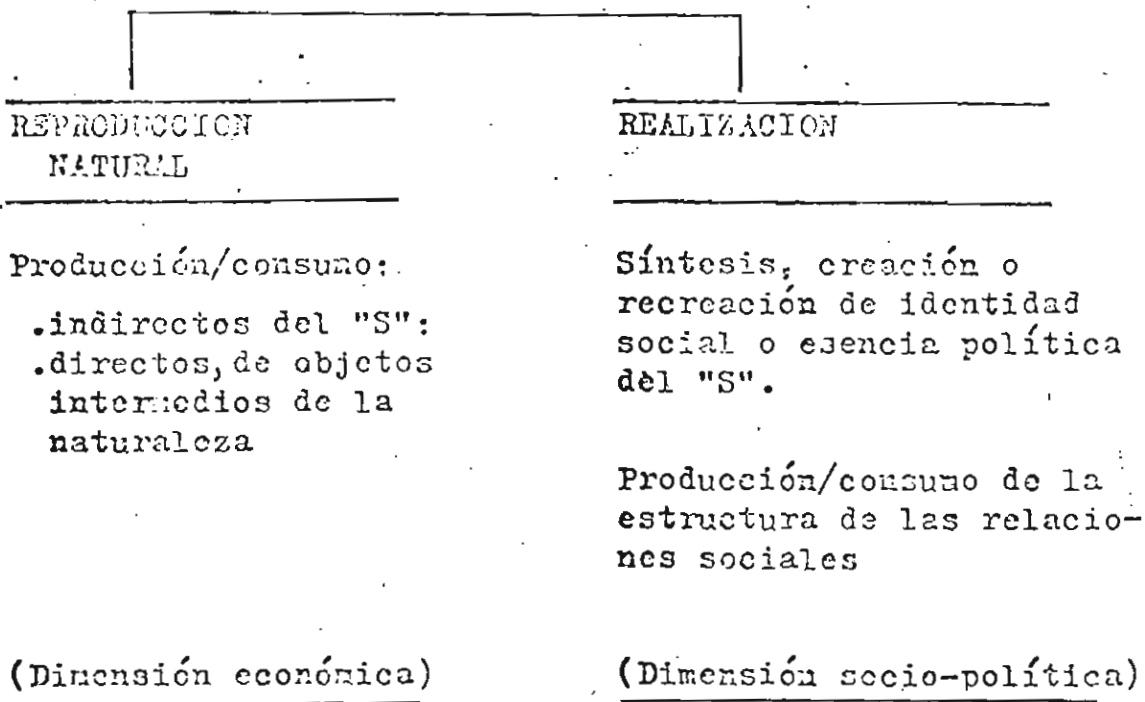 REPRODUCCION
NATURAL
Producción/consumo:
.indirectos del "S":
.directos, de objetos
intermedios de la
naturaleza
(Dimensión económica)
REALIZACION
Síntesis, creación o
recreación de identidad
social o esencia política
del "S".
Producción/consumo de la
estructura de las relacio-
nes sociales
(Dimensión socio-política)